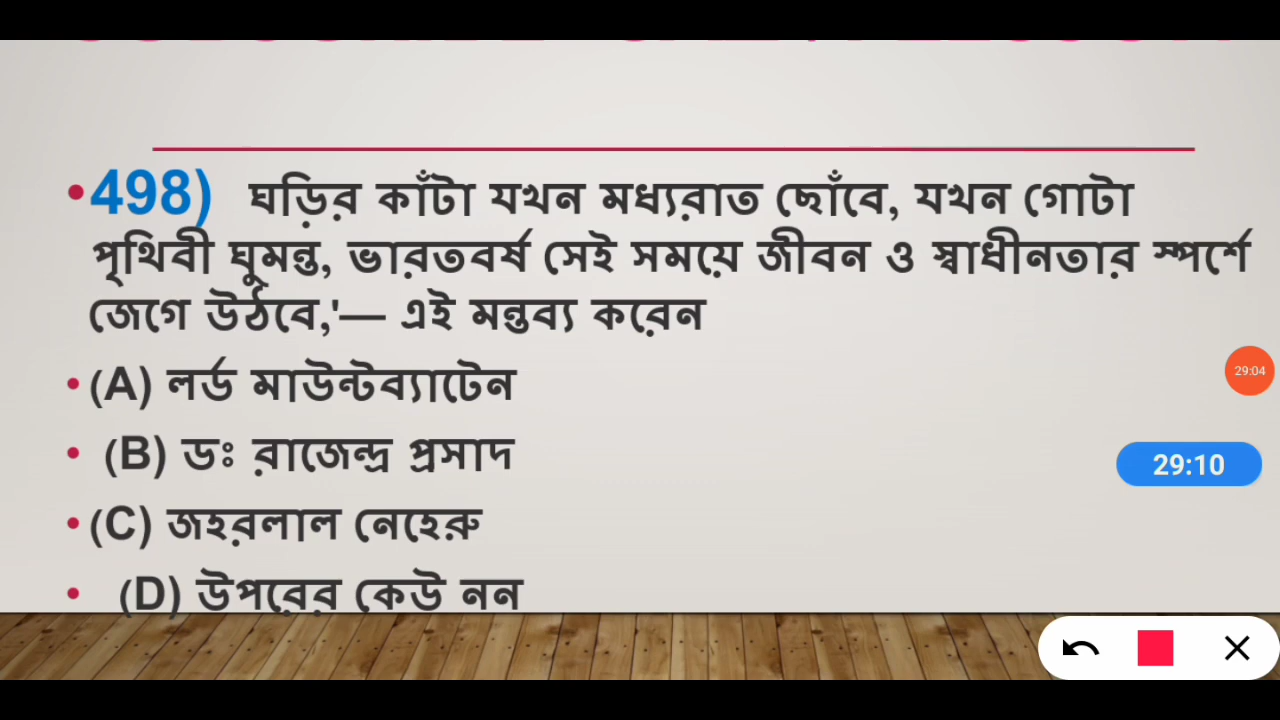 •498) ঘড়ির কাঁটা যখন মধ্যরাত ছোঁবে, যখন গোটা
পৃথিবী ঘুমন্ত, ভারতবর্ষ সেই সময়ে জীবন ও স্বাধীনতার স্পর্শে
জেগে উঠবে,'— এই মন্তব্য করেন
•(A) লর্ড মাউন্টব্যাটেন
• (B) ডঃ রাজেন্দ্র প্রসাদ
•(C) জহরলাল নেহেরু
• (D) উপরের কেউ নন
29:04
29:10